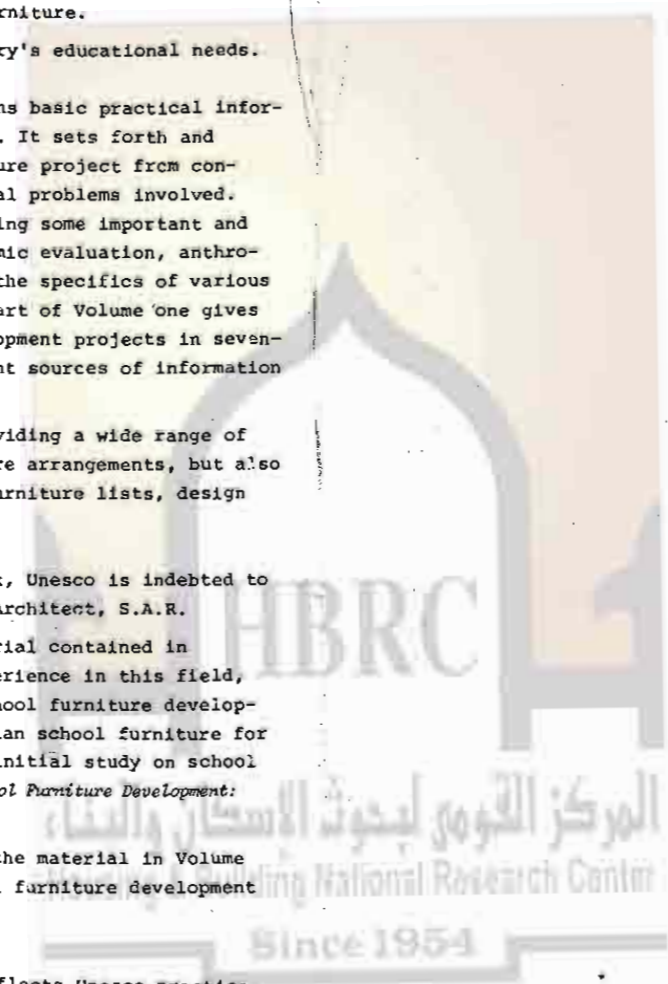 rniture.
ry's educational needs.
ns basic practical infor-
. It sets forth and
ure project from con-
al problems involved.
ing some important and
mic evaluation, anthro-
the specifics of various
art of Volume one gives
opment projects in seven-
nt sources of information
viding a wide range of
re arrangements, but also
urniture lists, design
k, Unesco is indebted to
Architect, S.A.R.
rial contained in
erience in this field,
hool furniture develop-
ian school furniture for
initial study on school
ol Furniture Development:
the material in Volume
l furniture development
HBRC
المركز القومي لبحوث الإسكان والبناء
Housing & Building National Research Center
Since 1954
flects Unesco practice